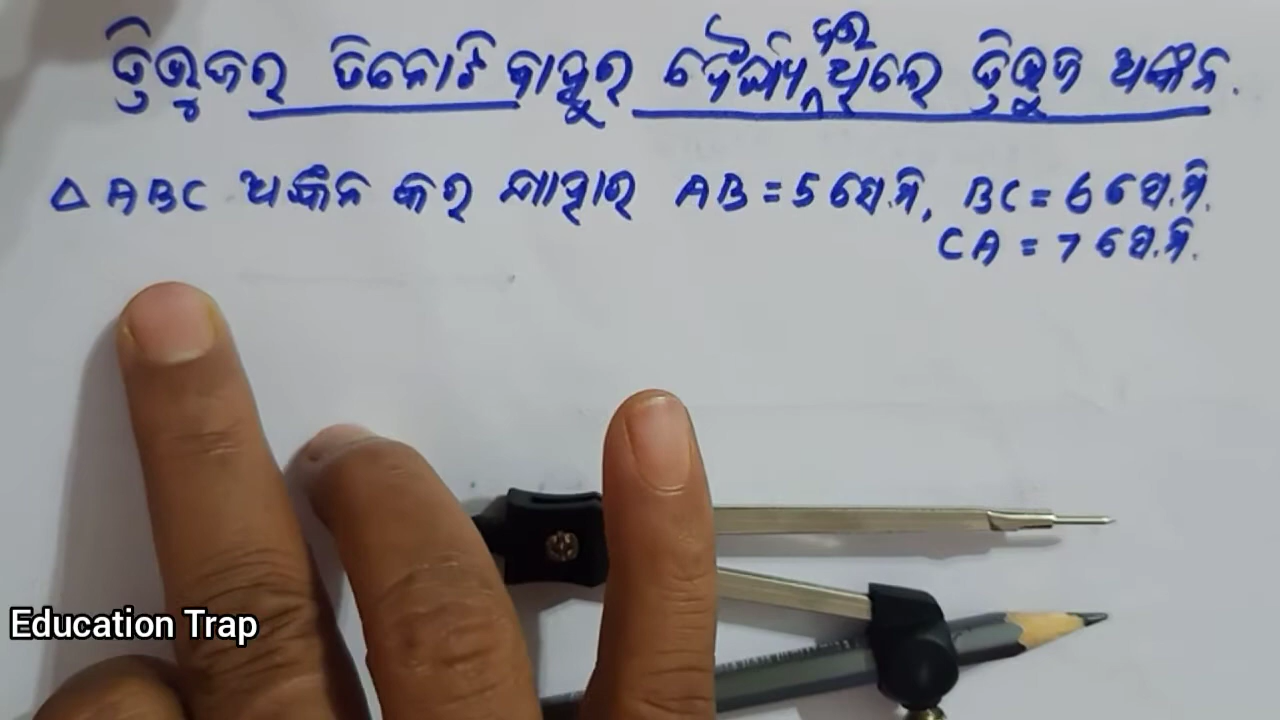 ତ୍ରିଭୁଜର ତିନୋଟି ବାହୁର ଦୈର୍ଘ୍ୟ ଦତ୍ତ ଥିଲେ ତ୍ରିଭୁଜ ଅଙ୍କନ.
Δ ABC ଅଙ୍କନ କର ଯାହାର AB = 5 ସେ.ମି, BC = 6 ସେ.ମି.
CA = 7 ସେ.ମି.
Education Trap